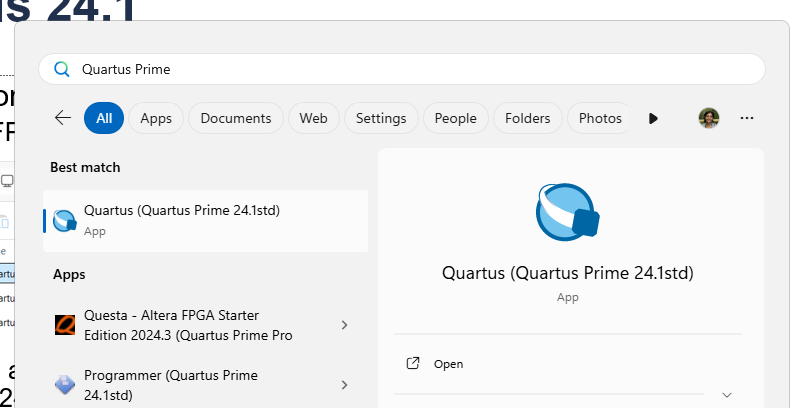 s 24.1
Quartus Prime
All Apps Documents Web Settings People Folders Photos
Best match
Quartus (Quartus Prime 24.1std)
App
Apps
Questa - Altera FPGA Starter
Edition 2024.3 (Quartus Prime Pro
Programmer (Quartus Prime
24.1std)
Quartus (Quartus Prime 24.1std)
App
Open